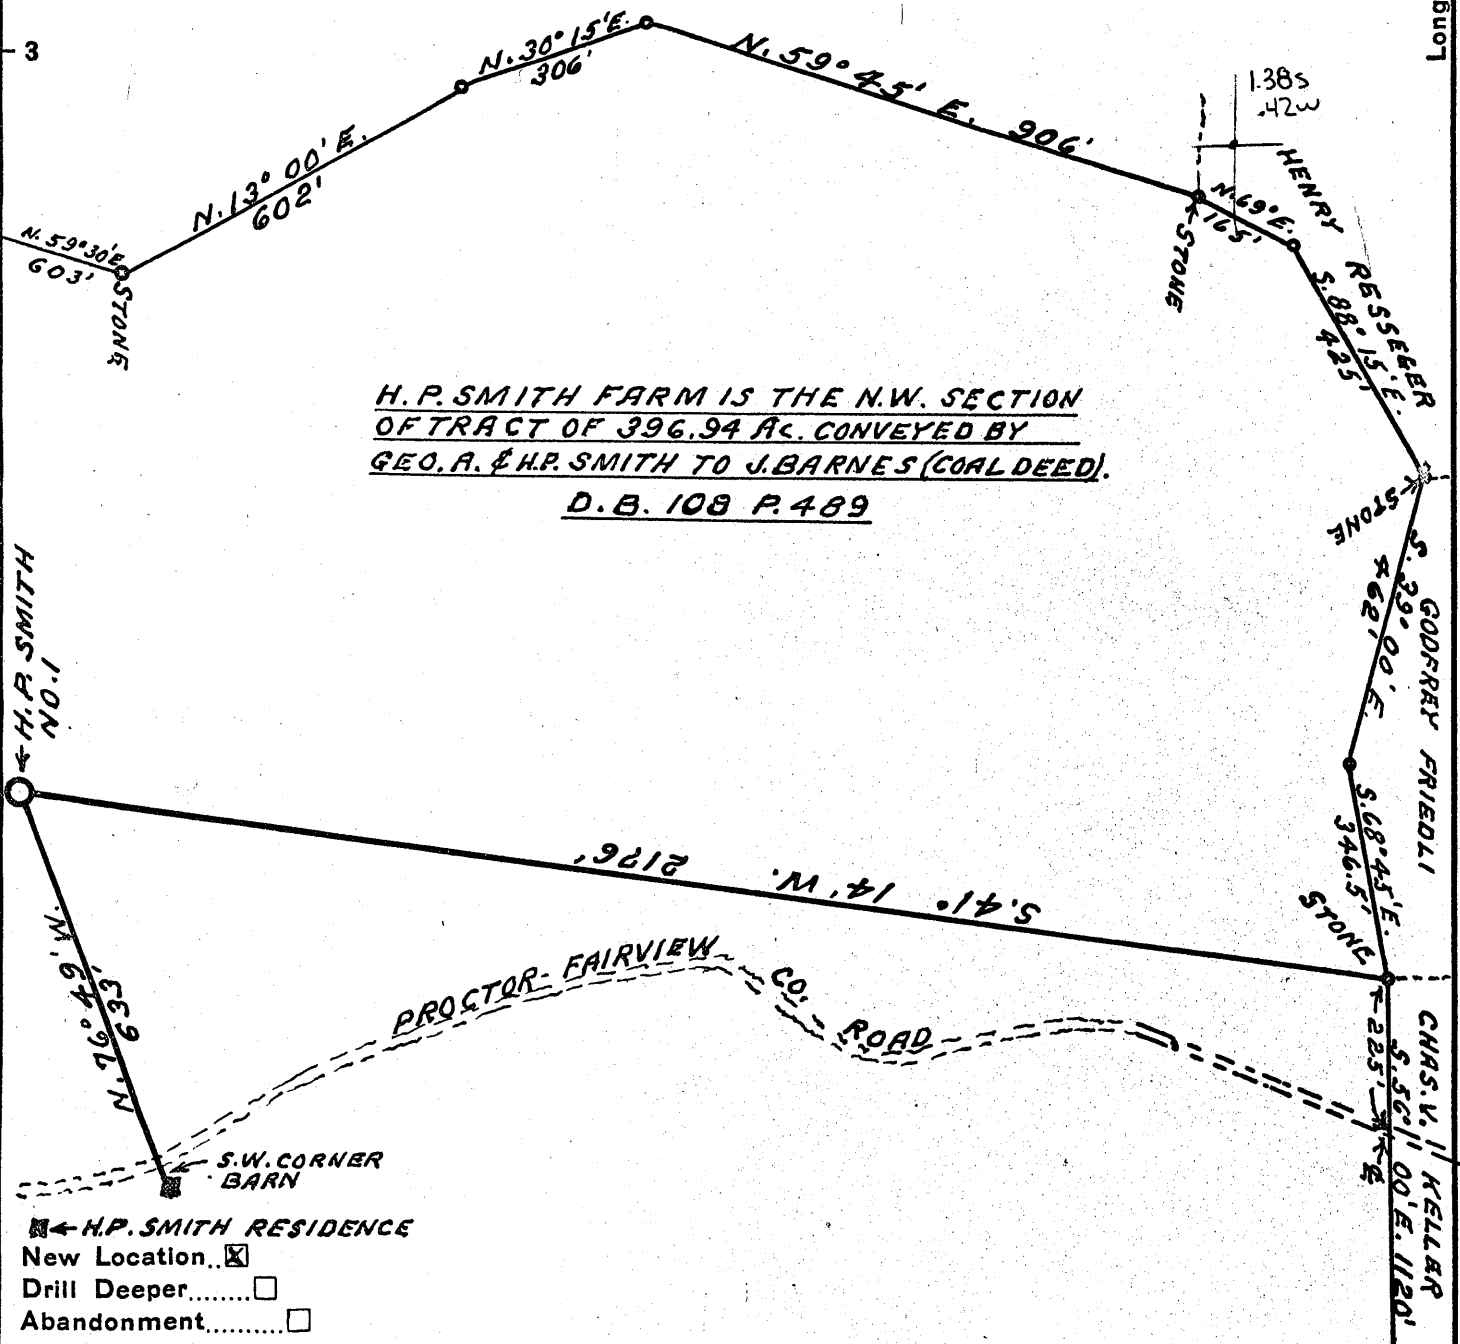 Long
3
N. 30° 15' E.
306'
N. 59° 45' E. 906'
1.38s
.42w
N. 13° 00' E.
602'
N. 69° E.
165'
STONE
HENRY RESSEGER
N. 59° 30' E.
603'
STONE
S. 88° 15' E.
425'
H. P. SMITH FARM IS THE N.W. SECTION
OF TRACT OF 396.94 Ac. CONVEYED BY
GEO. A. & H.P. SMITH TO J. BARNES (COAL DEED).
D.B. 108 P. 489
STONE
S. 39° 00' E.
462'
GODFREY FRIEDLI
H. P. SMITH
NO. 1
S. 68° 45' E.
346.5'
STONE
S. 41° 14' W. 2126'
N. 76° 49' W.
633'
PROCTOR - FAIRVIEW CO. ROAD
225'
CHAS. V. KELLER
S. 56° 00' E. 1120'
℄
S.W. CORNER
BARN
H.P. SMITH RESIDENCE
New Location..☒
Drill Deeper........☐
Abandonment..........☐